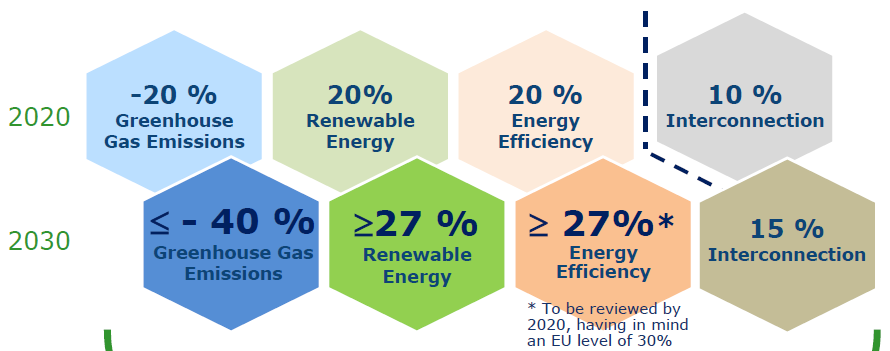 2020
-20 %
Greenhouse
Gas Emissions
20%
Renewable
Energy
20 %
Energy
Efficiency
10 %
Interconnection
2030
≤ - 40 %
Greenhouse Gas
Emissions
≥27 %
Renewable
Energy
≥ 27%*
Energy
Efficiency
15 %
Interconnection
* To be reviewed by
2020, having in mind
an EU level of 30%